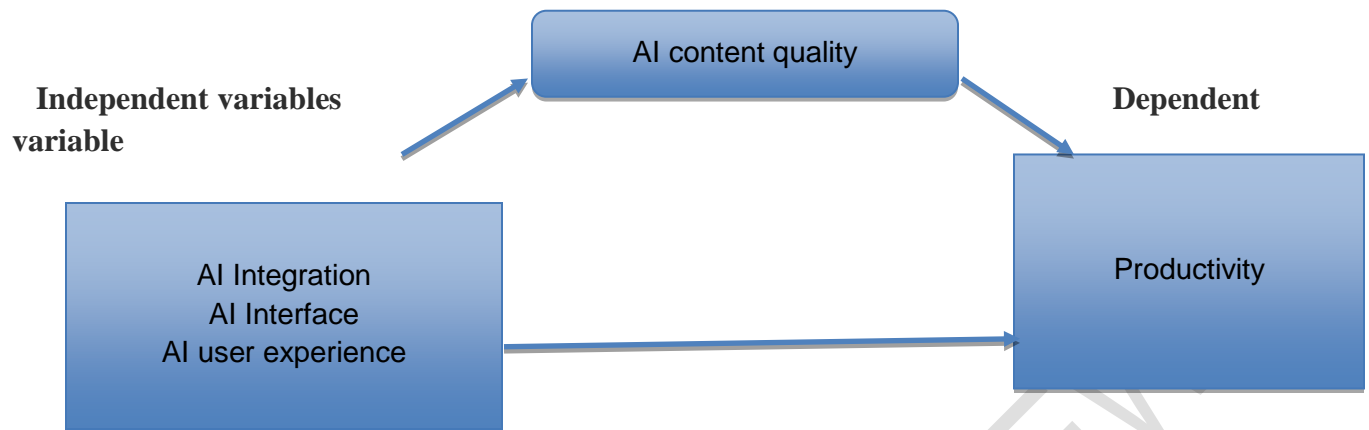 AI content quality
Independent variables Dependent
variable
AI Integration
AI Interface
AI user experience
Productivity